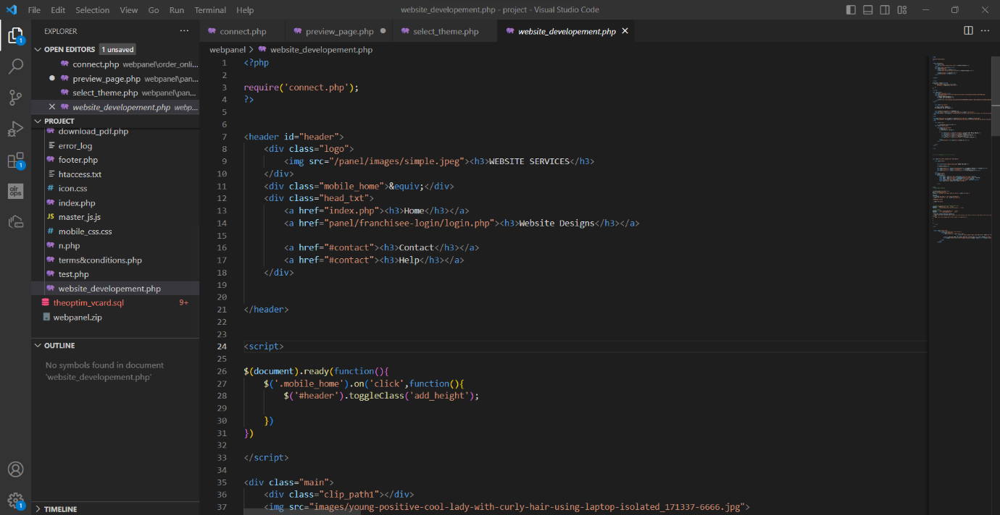 File Edit Selection View Go Run Terminal Help
website_developement.php - project - Visual Studio Code
EXPLORER
OPEN EDITORS 1 unsaved
connect.php webpanel\order_onli...
preview_page.php webpanel\pan...
select_theme.php webpanel\pan...
website_developement.php webp...
PROJECT
download_pdf.php
error_log
footer.php
htaccess.txt
icon.css
index.php
JS master_js.js
mobile_css.css
n.php
terms&conditions.php
test.php
website_developement.php
theoptim_vcard.sql 9+
webpanel.zip
OUTLINE
No symbols found in document
'website_developement.php'
TIMELINE
1
1
1
air
ops
connect.php preview_page.php select_theme.php website_developement.php
webpanel > website_developement.php
1 <?php
2
3 require('connect.php');
4 ?>
5
6
7 <header id="header">
8 <div class="logo">
9 <img src="/panel/images/simple.jpeg"><h3>WEBSITE SERVICES</h3>
10 </div>
11 <div class="mobile_home">&equiv;</div>
12 <div class="head_txt">
13 <a href="index.php"><h3>Home</h3></a>
14 <a href="panel/franchisee-login/login.php"><h3>Website Designs</h3></a>
15
16 <a href="#contact"><h3>Contact</h3></a>
17 <a href="#contact"><h3>Help</h3></a>
18 </div>
19
20
21 </header>
22
23
24 <script>
25
26 $(document).ready(function(){
27 $('.mobile_home').on('click',function(){
28 $('#header').toggleClass('add_height');
29
30 })
31 })
32
33 </script>
34
35 <div class="main">
36 <div class="clip_path1"></div>
37 <img src="images/young-positive-cool-lady-with-curly-hair-using-laptop-isolated_171337-6666.jpg">